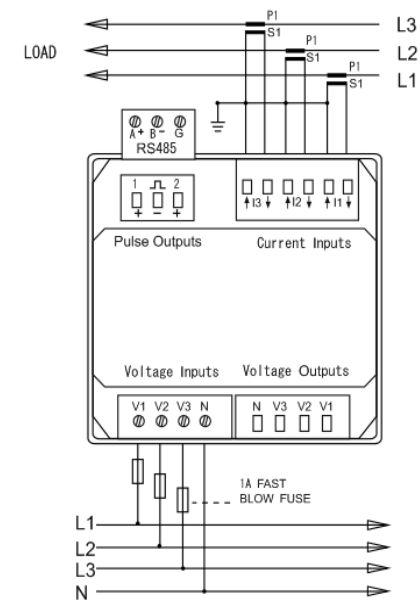 P1
L3
S1
P1
LOAD
L2
S1
P1
L1
S1
A+ B- G
RS485
1 2
+ - +
I3 I2 I1
Pulse Outputs
Current Inputs
Voltage Inputs
Voltage Outputs
V1 V2 V3 N
N V3 V2 V1
1A FAST
BLOW FUSE
L1
L2
L3
N